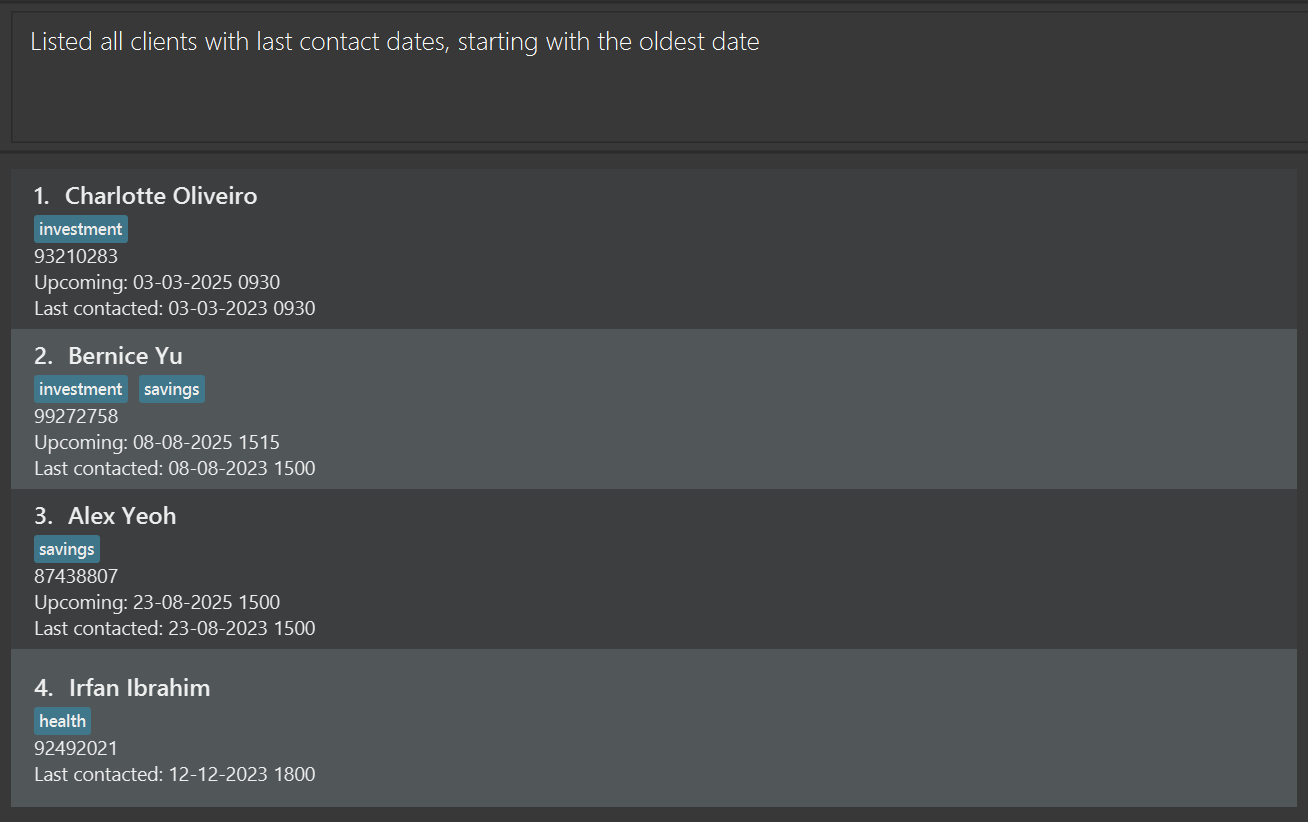 Listed all clients with last contact dates, starting with the oldest date
1. Charlotte Oliveiro
investment
93210283
Upcoming: 03-03-2025 0930
Last contacted: 03-03-2023 0930
2. Bernice Yu
investment savings
99272758
Upcoming: 08-08-2025 1515
Last contacted: 08-08-2023 1500
3. Alex Yeoh
savings
87438807
Upcoming: 23-08-2025 1500
Last contacted: 23-08-2023 1500
4. Irfan Ibrahim
health
92492021
Last contacted: 12-12-2023 1800